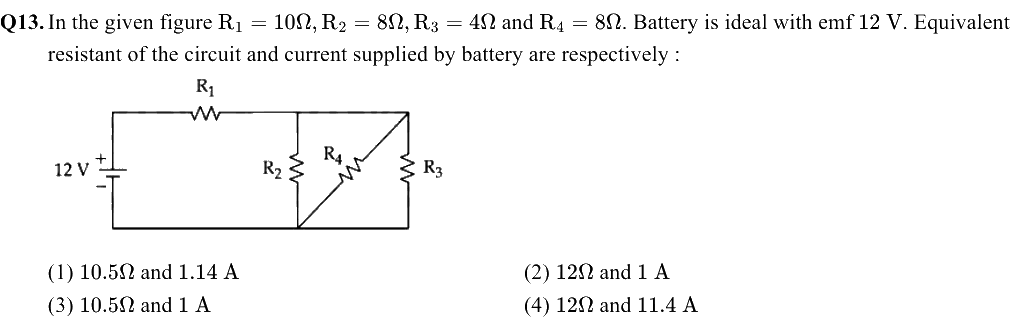 Q13. In the given figure R₁ = 10Ω, R₂ = 8Ω, R₃ = 4Ω and R₄ = 8Ω. Battery is ideal with emf 12 V. Equivalent
resistant of the circuit and current supplied by battery are respectively :
R₁
12 V + −
R₂
R₄
R₃
(1) 10.5Ω and 1.14 A
(2) 12Ω and 1 A
(3) 10.5Ω and 1 A
(4) 12Ω and 11.4 A